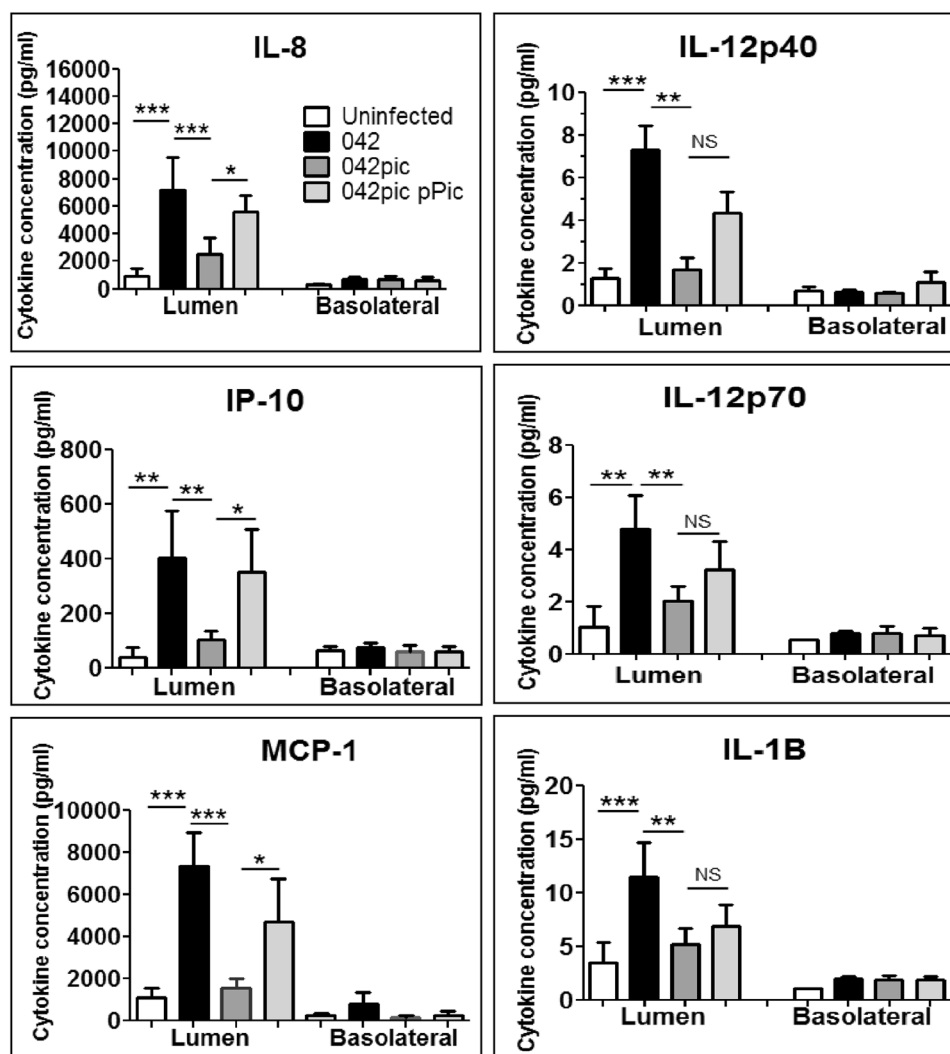 IL-8
Cytokine concentration (pg/ml)
16000
14000
12000
10000
8000
6000
4000
2000
0
*** *** *
Uninfected
042
042pic
042pic pPic
Lumen Basolateral
IL-12p40
Cytokine concentration (pg/ml)
10
8
6
4
2
0
*** ** NS
Lumen Basolateral
IP-10
Cytokine concentration (pg/ml)
800
600
400
200
0
** ** *
Lumen Basolateral
IL-12p70
Cytokine concentration (pg/ml)
8
6
4
2
0
** ** NS
Lumen Basolateral
MCP-1
Cytokine concentration (pg/ml)
10000
8000
6000
4000
2000
0
*** *** *
Lumen Basolateral
IL-1B
Cytokine concentration (pg/ml)
20
15
10
5
0
*** ** NS
Lumen Basolateral